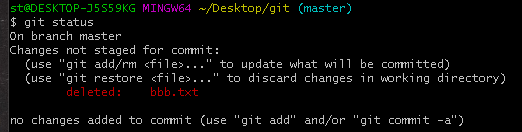 st@DESKTOP-J5S59KG MINGW64 ~/Desktop/git (master)
$ git status
On branch master
Changes not staged for commit:
  (use "git add/rm <file>..." to update what will be committed)
  (use "git restore <file>..." to discard changes in working directory)
        deleted:    bbb.txt

no changes added to commit (use "git add" and/or "git commit -a")